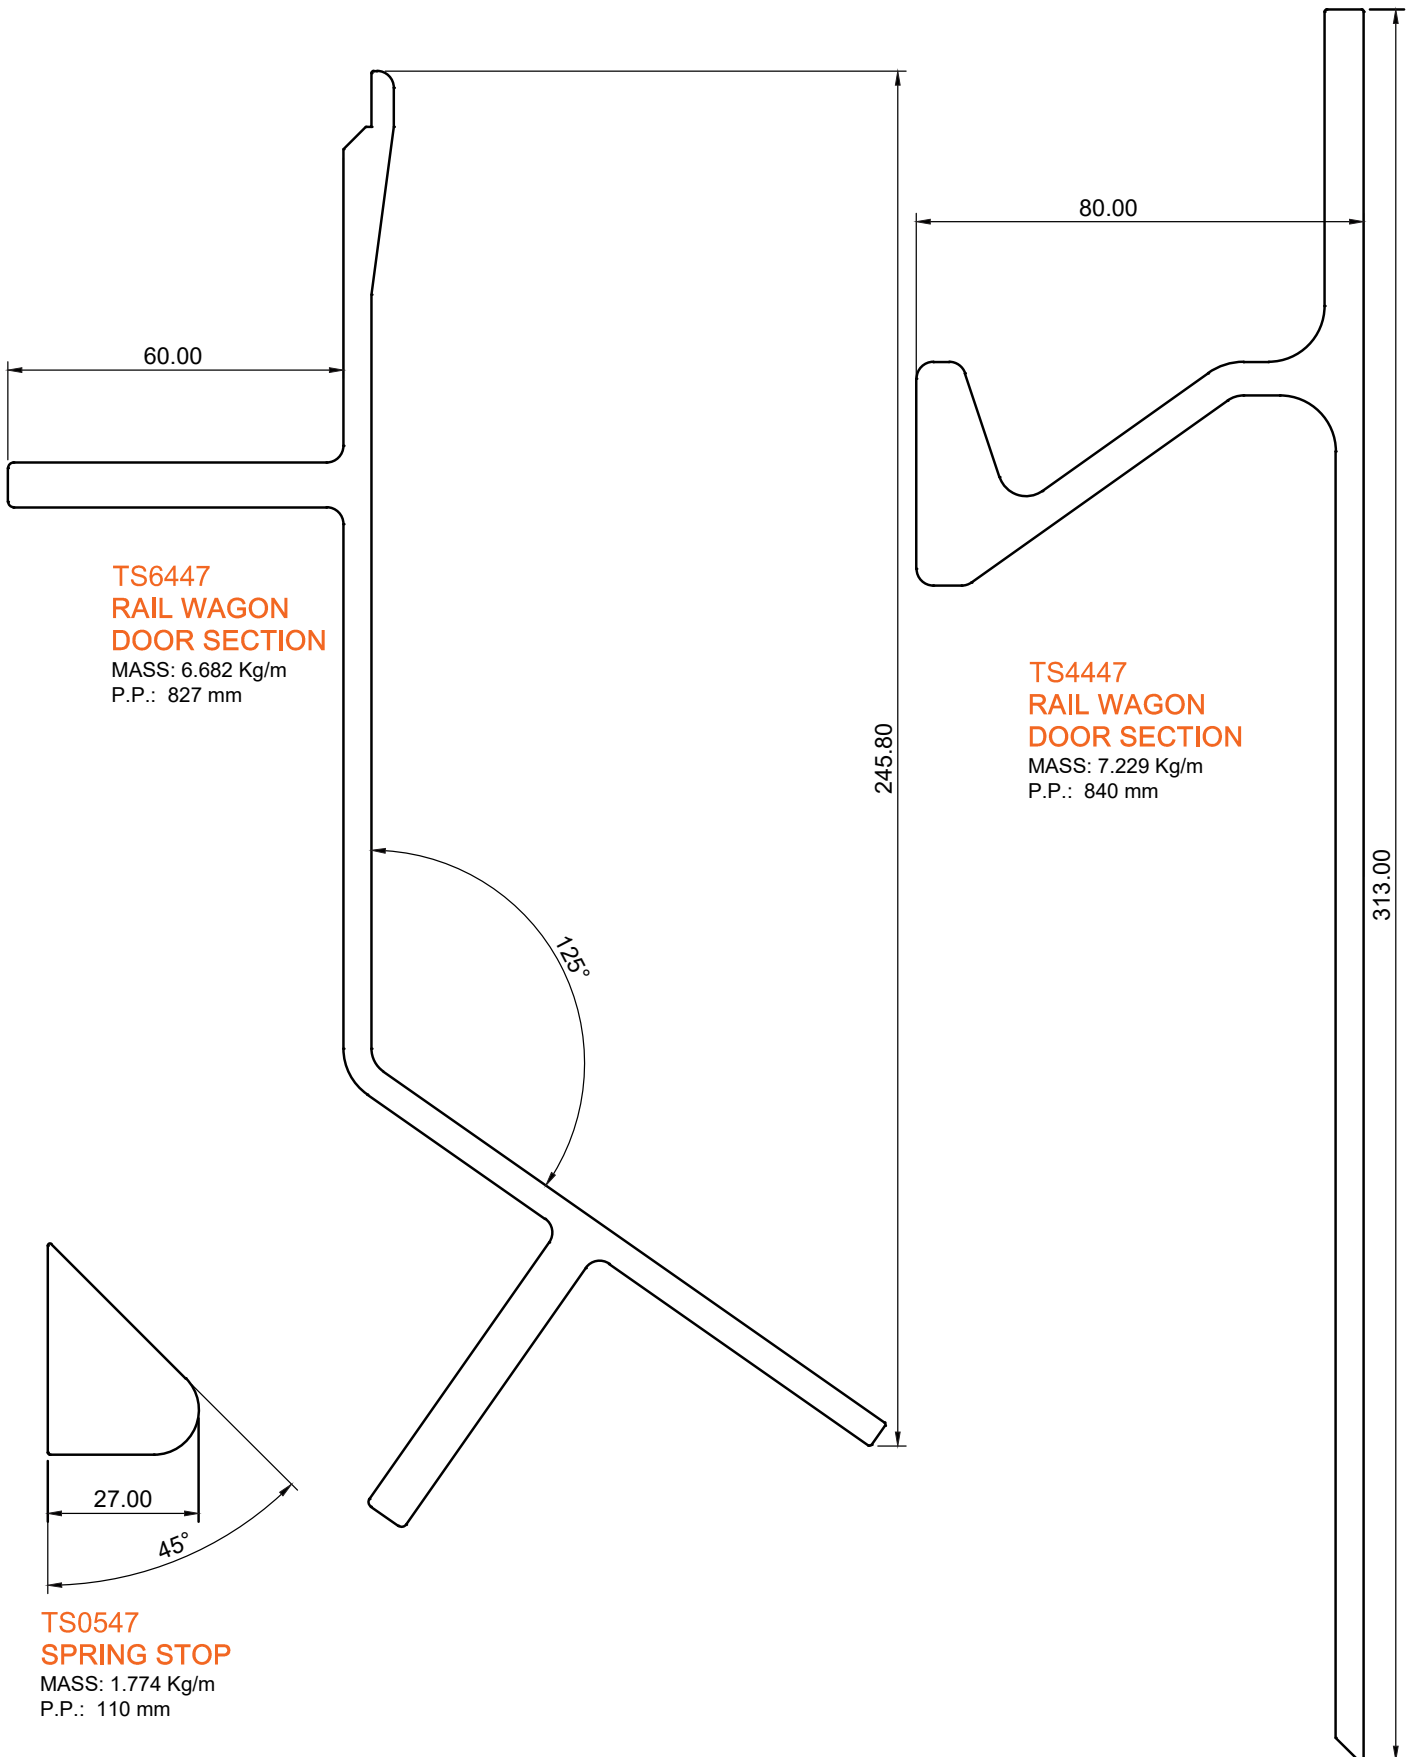 80.00
60.00
TS6447
RAIL WAGON
DOOR SECTION
MASS: 6.682 Kg/m
P.P.: 827 mm
TS4447
RAIL WAGON
DOOR SECTION
MASS: 7.229 Kg/m
P.P.: 840 mm
245.80
313.00
125°
27.00
45°
TS0547
SPRING STOP
MASS: 1.774 Kg/m
P.P.: 110 mm